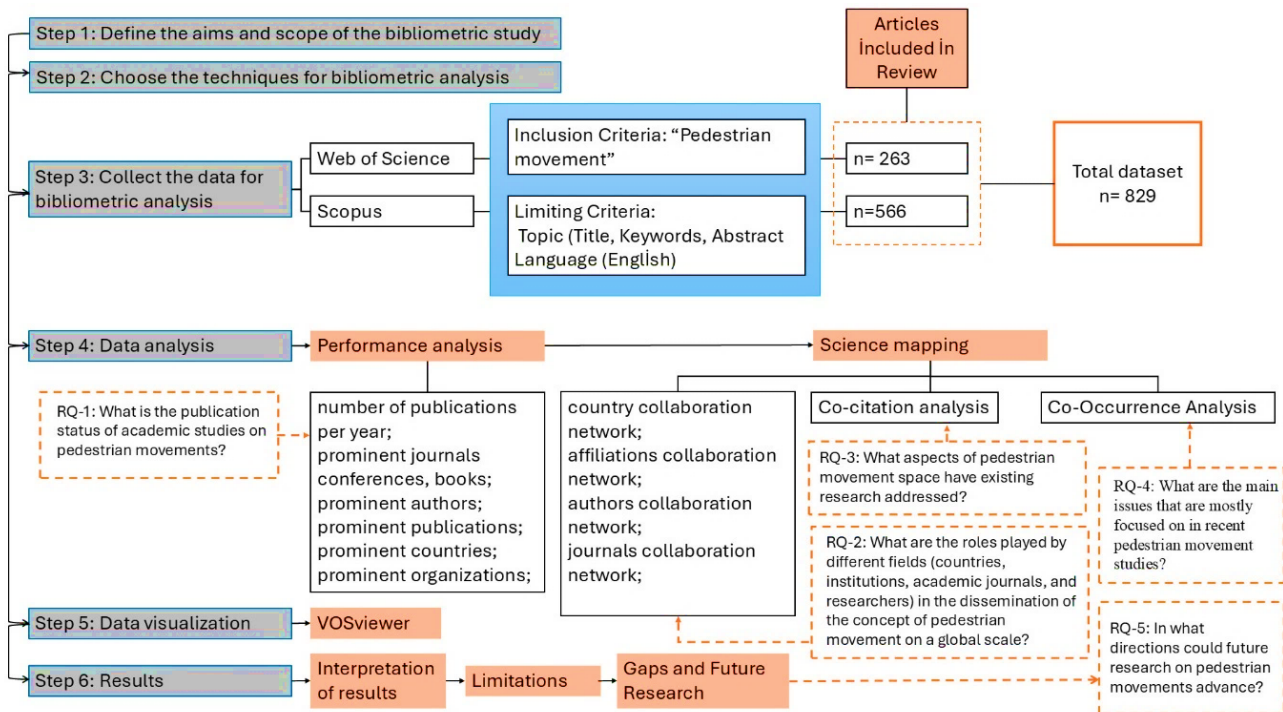 Step 1: Define the aims and scope of the bibliometric study
Step 2: Choose the techniques for bibliometric analysis
Articles
İncluded İn
Review
Step 3: Collect the data for
bibliometric analysis
Web of Science
Scopus
Inclusion Criteria: “Pedestrian
movement”
Limiting Criteria:
Topic (Title, Keywords, Abstract
Language (Englİsh)
n= 263
n=566
Total dataset
n= 829
Step 4: Data analysis
Performance analysis
Science mapping
RQ-1: What is the publication
status of academic studies on
pedestrian movements?
number of publications
per year;
prominent journals
conferences, books;
prominent authors;
prominent publications;
prominent countries;
prominent organizations;
country collaboration
network;
affiliations collaboration
network;
authors collaboration
network;
journals collaboration
network;
Co-citation analysis
Co-Occurrence Analysis
RQ-3: What aspects of pedestrian
movement space have existing
research addressed?
RQ-2: What are the roles played by
different fields (countries,
institutions, academic journals, and
researchers) in the dissemination of
the concept of pedestrian
movement on a global scale?
RQ-4: What are the main
issues that are mostly
focused on in recent
pedestrian movement
studies?
RQ-5: In what
directions could future
research on pedestrian
movements advance?
Step 5: Data visualization
VOSviewer
Step 6: Results
Interpretation
of results
Limitations
Gaps and Future
Research